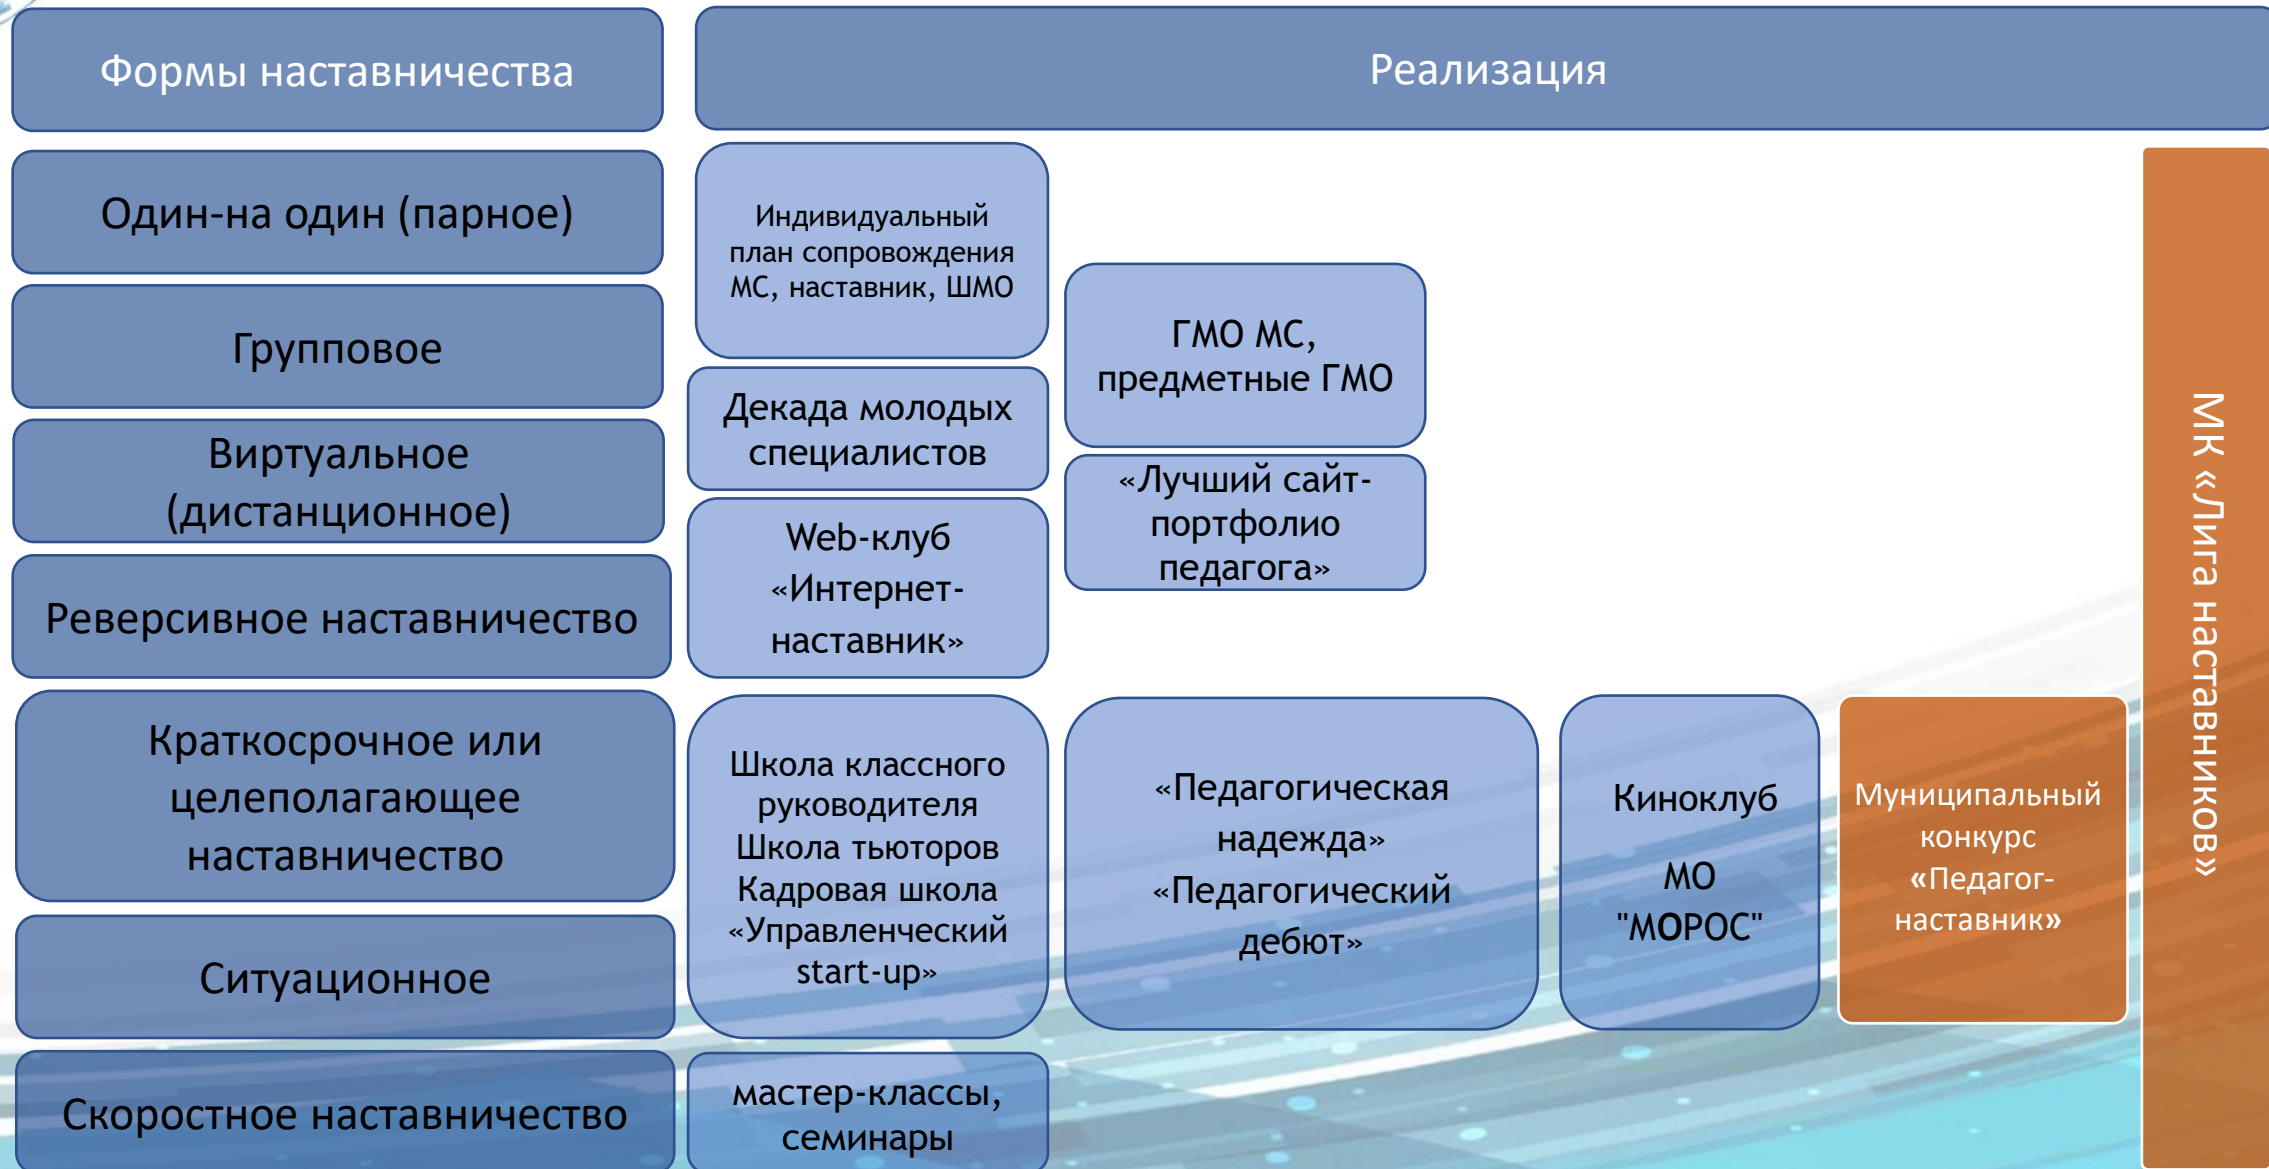 Формы наставничества
Реализация
Один-на один (парное)
Групповое
Виртуальное
(дистанционное)
Реверсивное наставничество
Краткосрочное или
целеполагающее
наставничество
Ситуационное
Скоростное наставничество
Индивидуальный
план сопровождения
МС, наставник, ШМО
Декада молодых
специалистов
Web-клуб
«Интернет-
наставник»
Школа классного
руководителя
Школа тьюторов
Кадровая школа
«Управленческий
start-up»
мастер-классы,
семинары
ГМО МС,
предметные ГМО
«Лучший сайт-
портфолио
педагога»
«Педагогическая
надежда»
«Педагогический
дебют»
Киноклуб
МО
"МОРОС"
Муниципальный
конкурс
«Педагог-
наставник»
МК «Лига наставников»